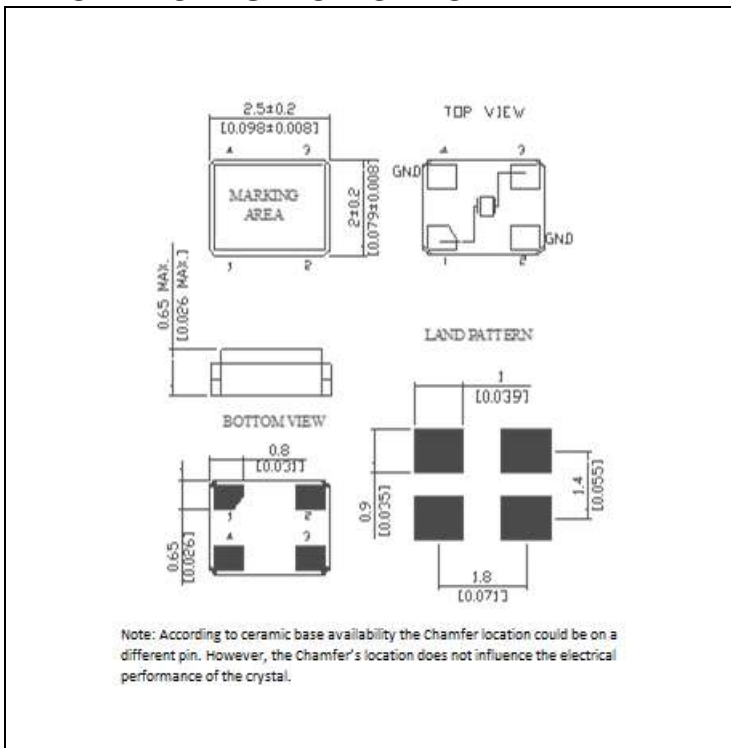 2.5±0.2
[0.098±0.008]
TOP VIEW
4 3
4 3
GND
MARKING
AREA
2±0.2
[0.079±0.008]
GND
1 2
1 2
0.65 MAX.
[0.026 MAX.]
LAND PATTERN
1
[0.039]
BOTTOM VIEW
0.8
[0.031]
1 2
4 3
0.65
[0.026]
0.9
[0.035]
1.4
[0.055]
1.8
[0.071]
Note: According to ceramic base availability the Chamfer location could be on a
different pin. However, the Chamfer's location does not influence the electrical
performance of the crystal.